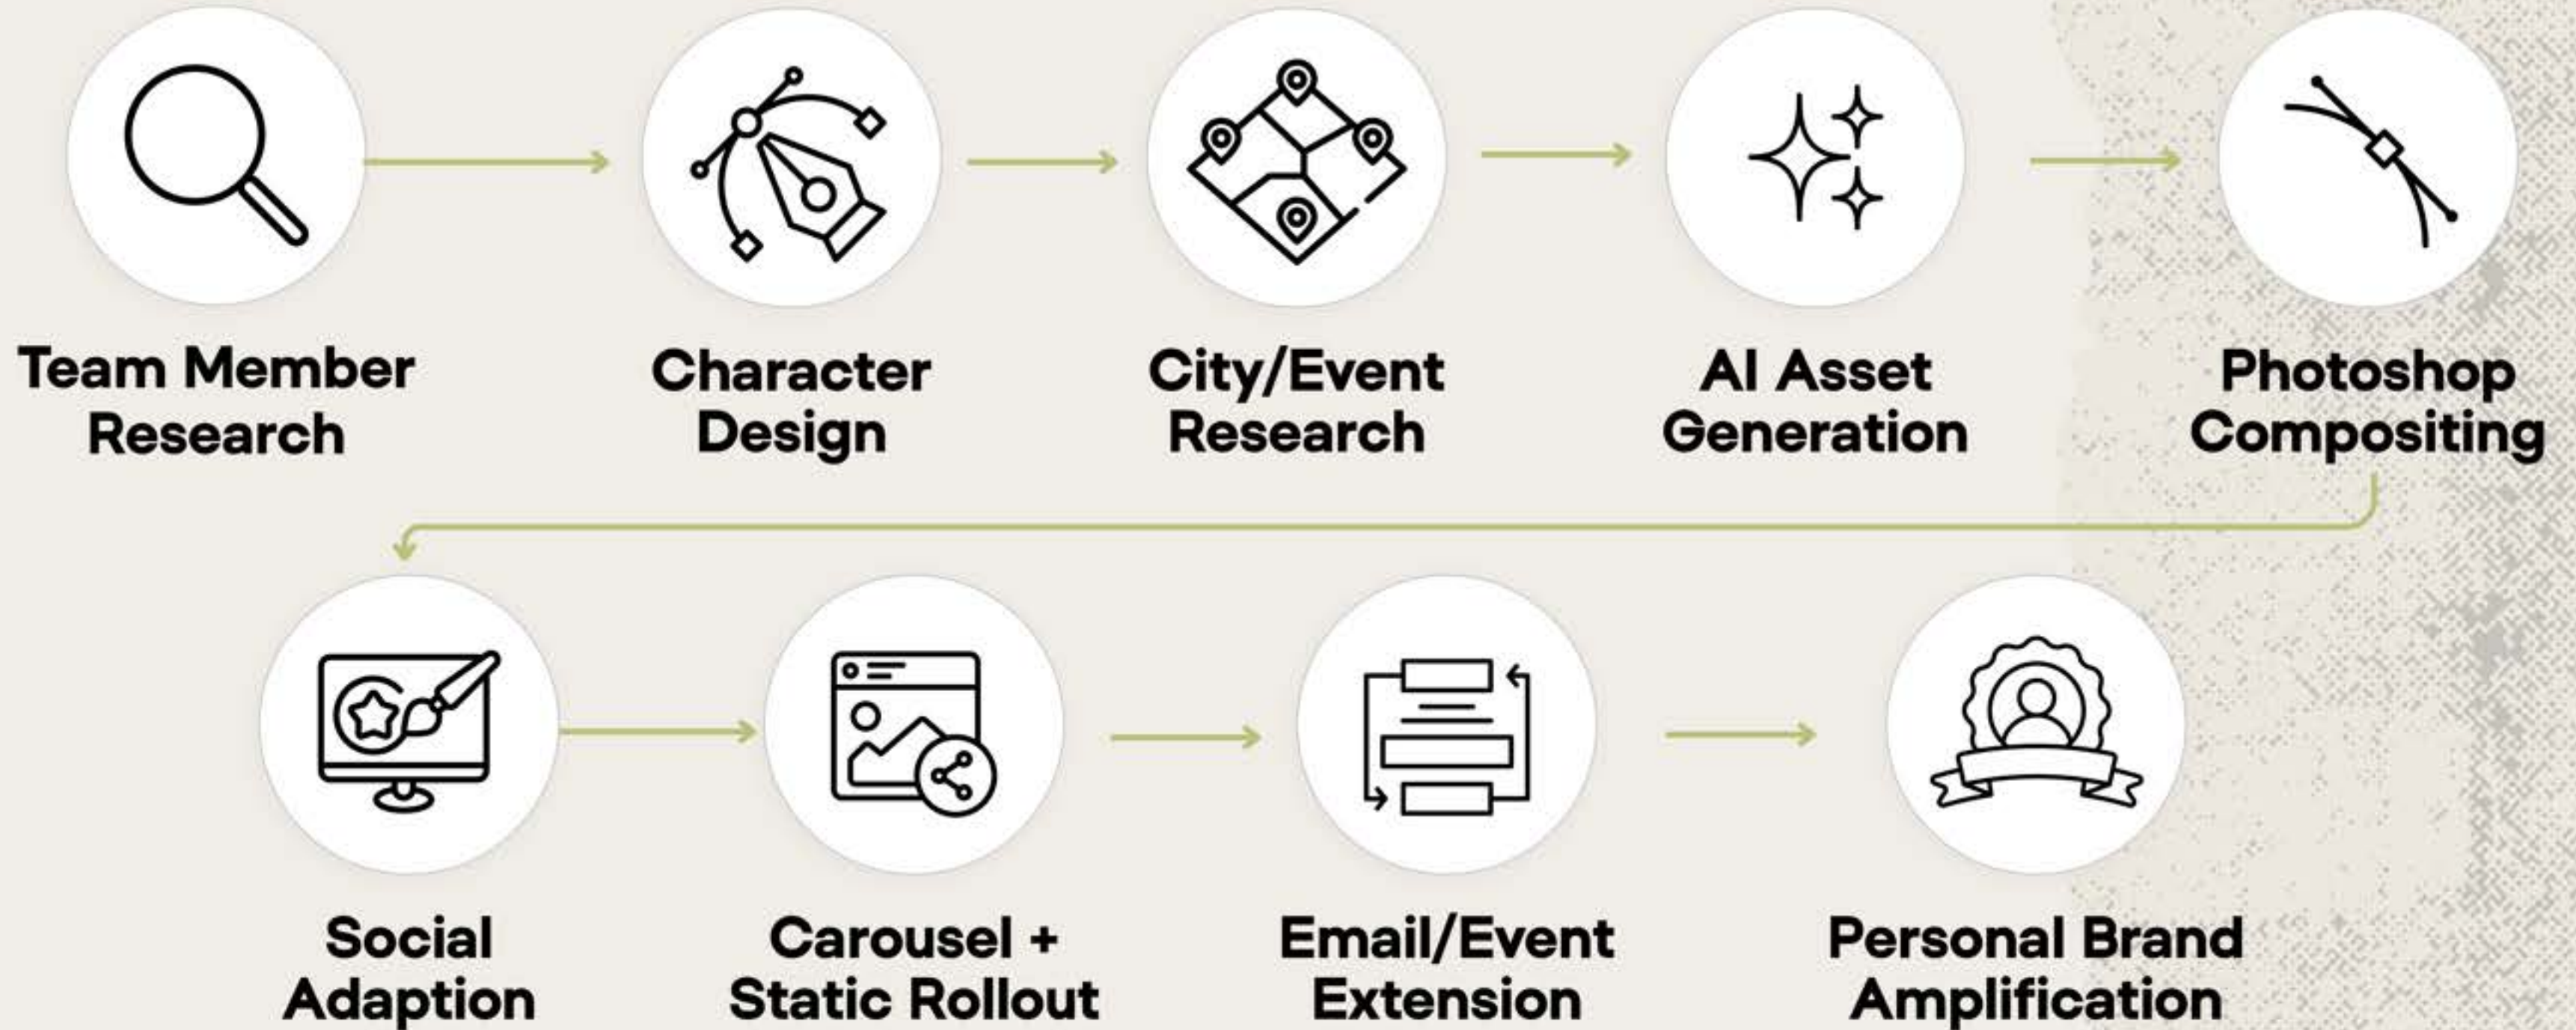 Team Member
Research
Character
Design
City/Event
Research
AI Asset
Generation
Photoshop
Compositing
Social
Adaption
Carousel +
Static Rollout
Email/Event
Extension
Personal Brand
Amplification